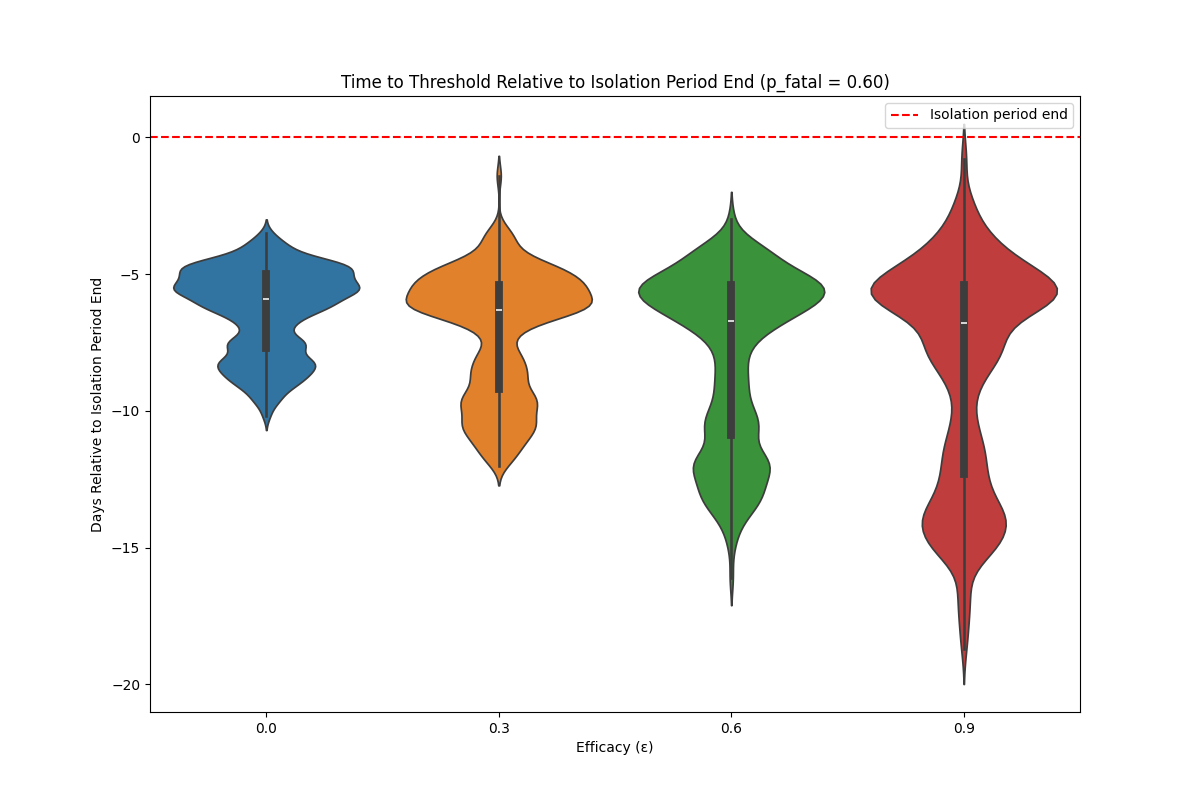 Time to Threshold Relative to Isolation Period End (p_fatal = 0.60)
Isolation period end
Days Relative to Isolation Period End
0
−5
−10
−15
−20
0.0
0.3
0.6
0.9
Efficacy (ε)